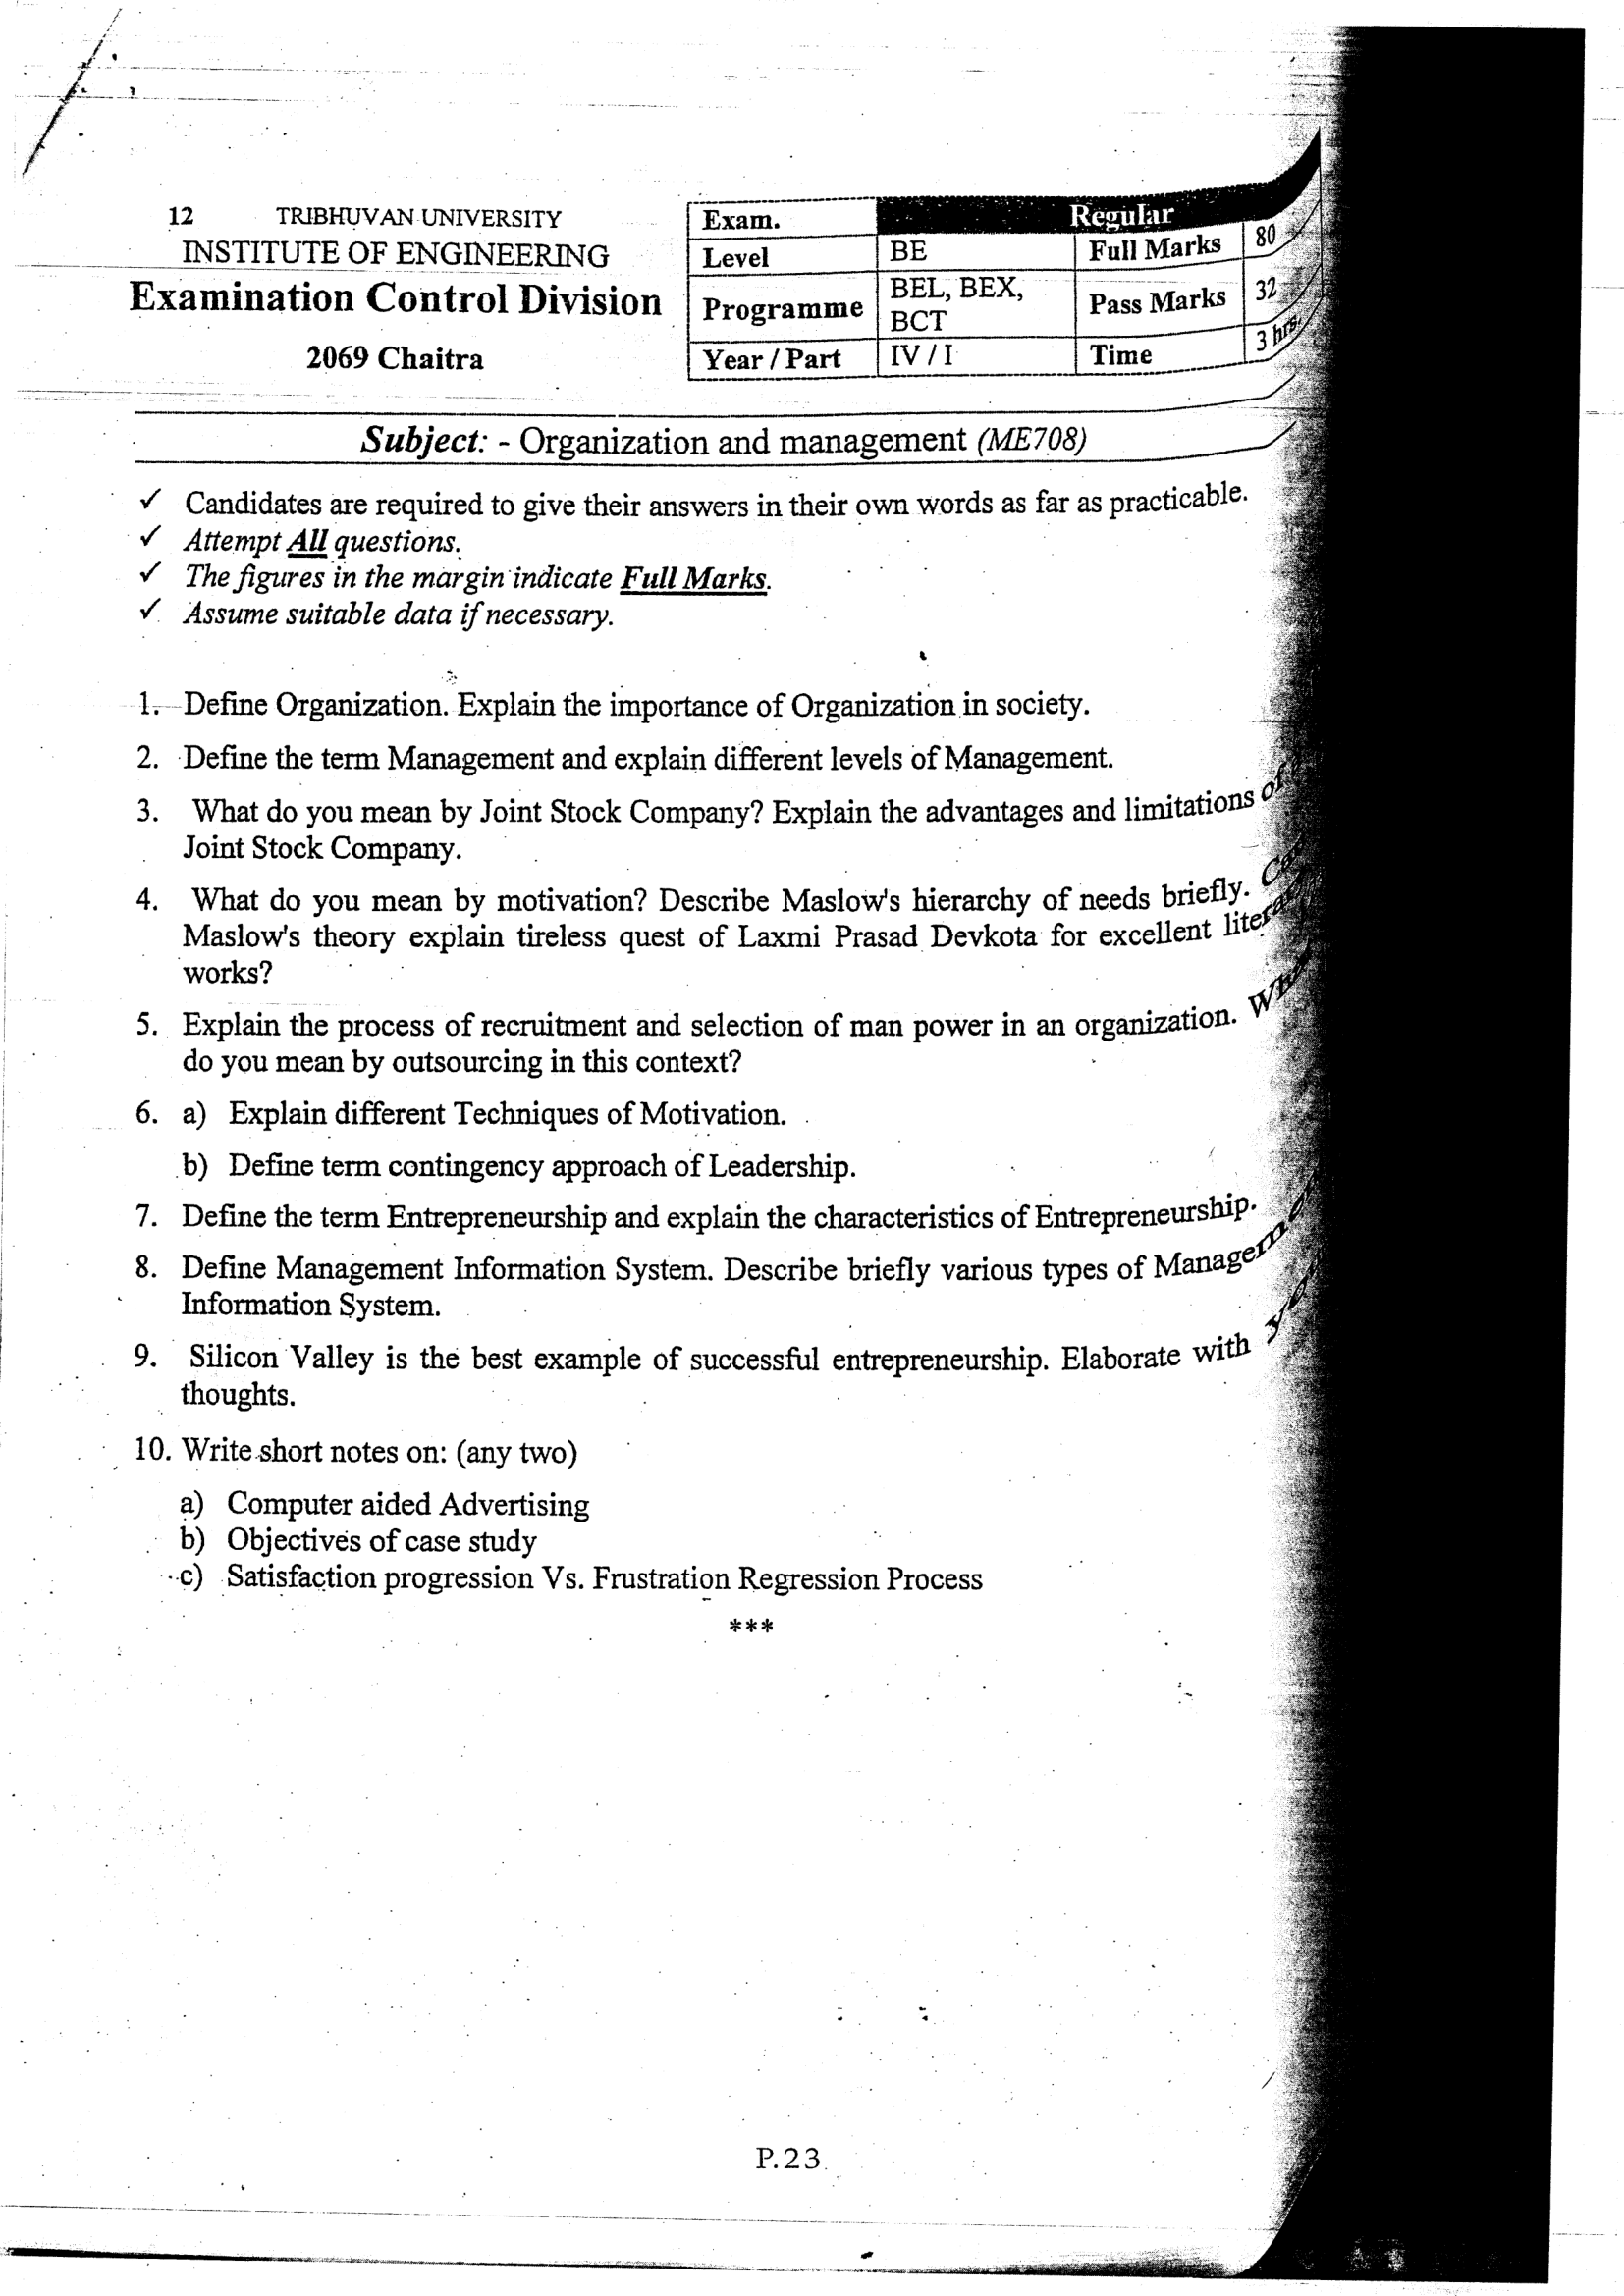 12 TRIBHUVAN UNIVERSITY
INSTITUTE OF ENGINEERING
Examination Control Division
2069 Chaitra
Exam. Regular
Level BE Full Marks 80
Programme BEL, BEX, BCT Pass Marks 32
Year / Part IV / I Time 3 hrs.
Subject: - Organization and management (ME708)
✓ Candidates are required to give their answers in their own words as far as practicable.
✓ Attempt All questions.
✓ The figures in the margin indicate Full Marks.
✓ Assume suitable data if necessary.
1. Define Organization. Explain the importance of Organization in society.
2. Define the term Management and explain different levels of Management.
3. What do you mean by Joint Stock Company? Explain the advantages and limitations of
Joint Stock Company.
4. What do you mean by motivation? Describe Maslow's hierarchy of needs briefly.
Maslow's theory explain tireless quest of Laxmi Prasad Devkota for excellent
works?
5. Explain the process of recruitment and selection of man power in an organization.
do you mean by outsourcing in this context?
6. a) Explain different Techniques of Motivation.
b) Define term contingency approach of Leadership.
7. Define the term Entrepreneurship and explain the characteristics of Entrepreneurship.
8. Define Management Information System. Describe briefly various types of
Information System.
9. Silicon Valley is the best example of successful entrepreneurship. Elaborate with
thoughts.
10. Write short notes on: (any two)
a) Computer aided Advertising
b) Objectives of case study
c) Satisfaction progression Vs. Frustration Regression Process
***
P.23